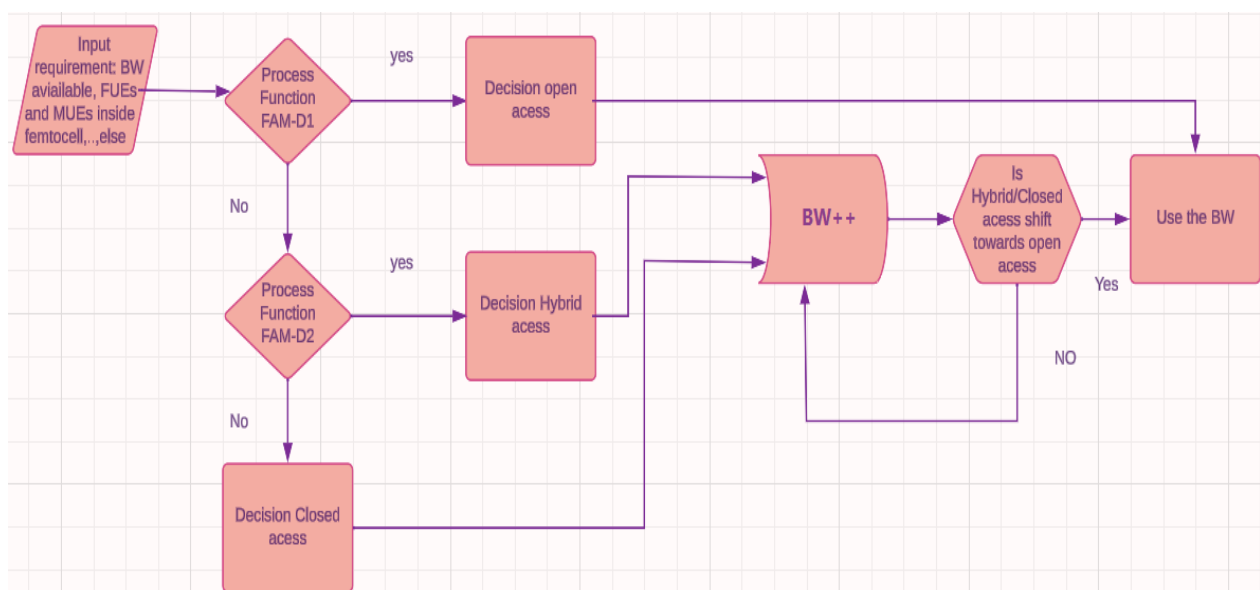 Input
requirement: BW
aviailable, FUEs
and MUEs inside
femtocell,..,else
Process
Function
FAM-D1
yes
Decision open
acess
No
Process
Function
FAM-D2
yes
Decision Hybrid
acess
No
Decision Closed
acess
BW++
Is
Hybrid/Closed
acess shift
towards open
acess
Yes
NO
Use the BW